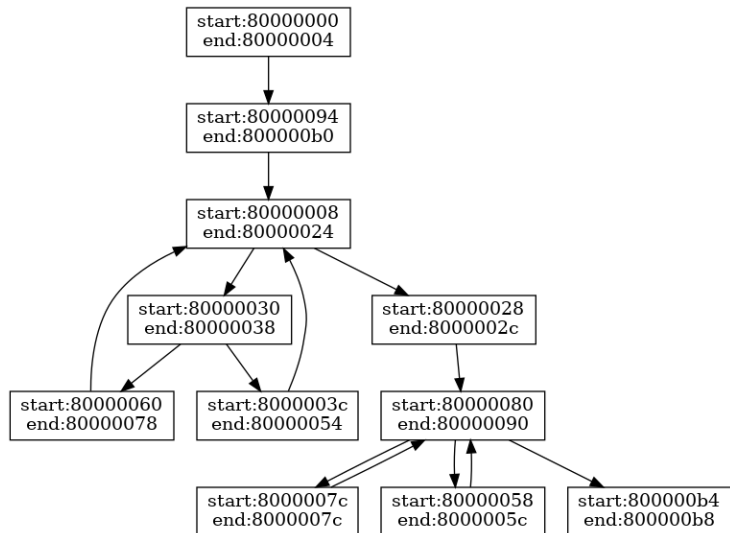 start:80000000
end:80000004
start:80000094
end:800000b0
start:80000008
end:80000024
start:80000030
end:80000038
start:80000028
end:8000002c
start:80000060
end:80000078
start:8000003c
end:80000054
start:80000080
end:80000090
start:8000007c
end:8000007c
start:80000058
end:8000005c
start:800000b4
end:800000b8